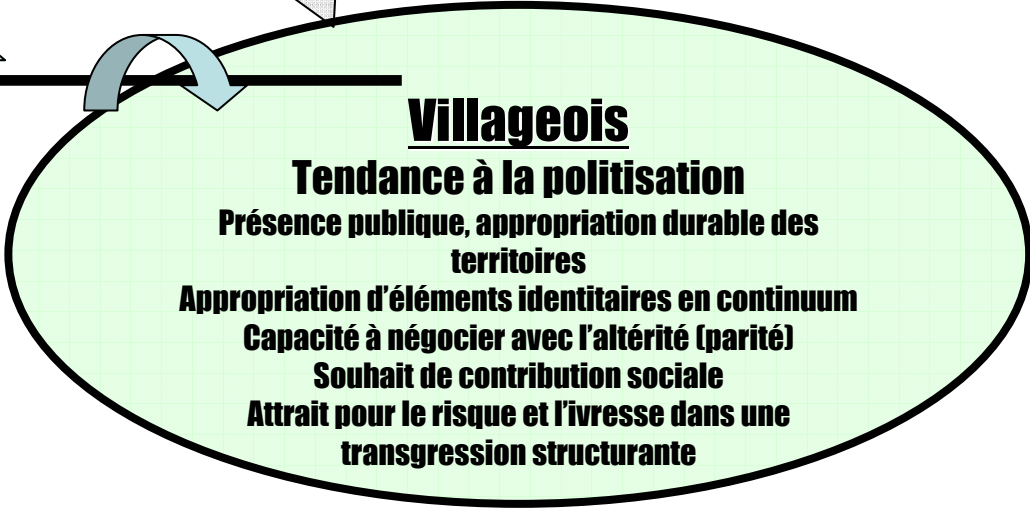 Villageois
Tendance à la politisation
Présence publique, appropriation durable des
territoires
Appropriation d’éléments identitaires en continuum
Capacité à négocier avec l’altérité (parité)
Souhait de contribution sociale
Attrait pour le risque et l’ivresse dans une
transgression structurante